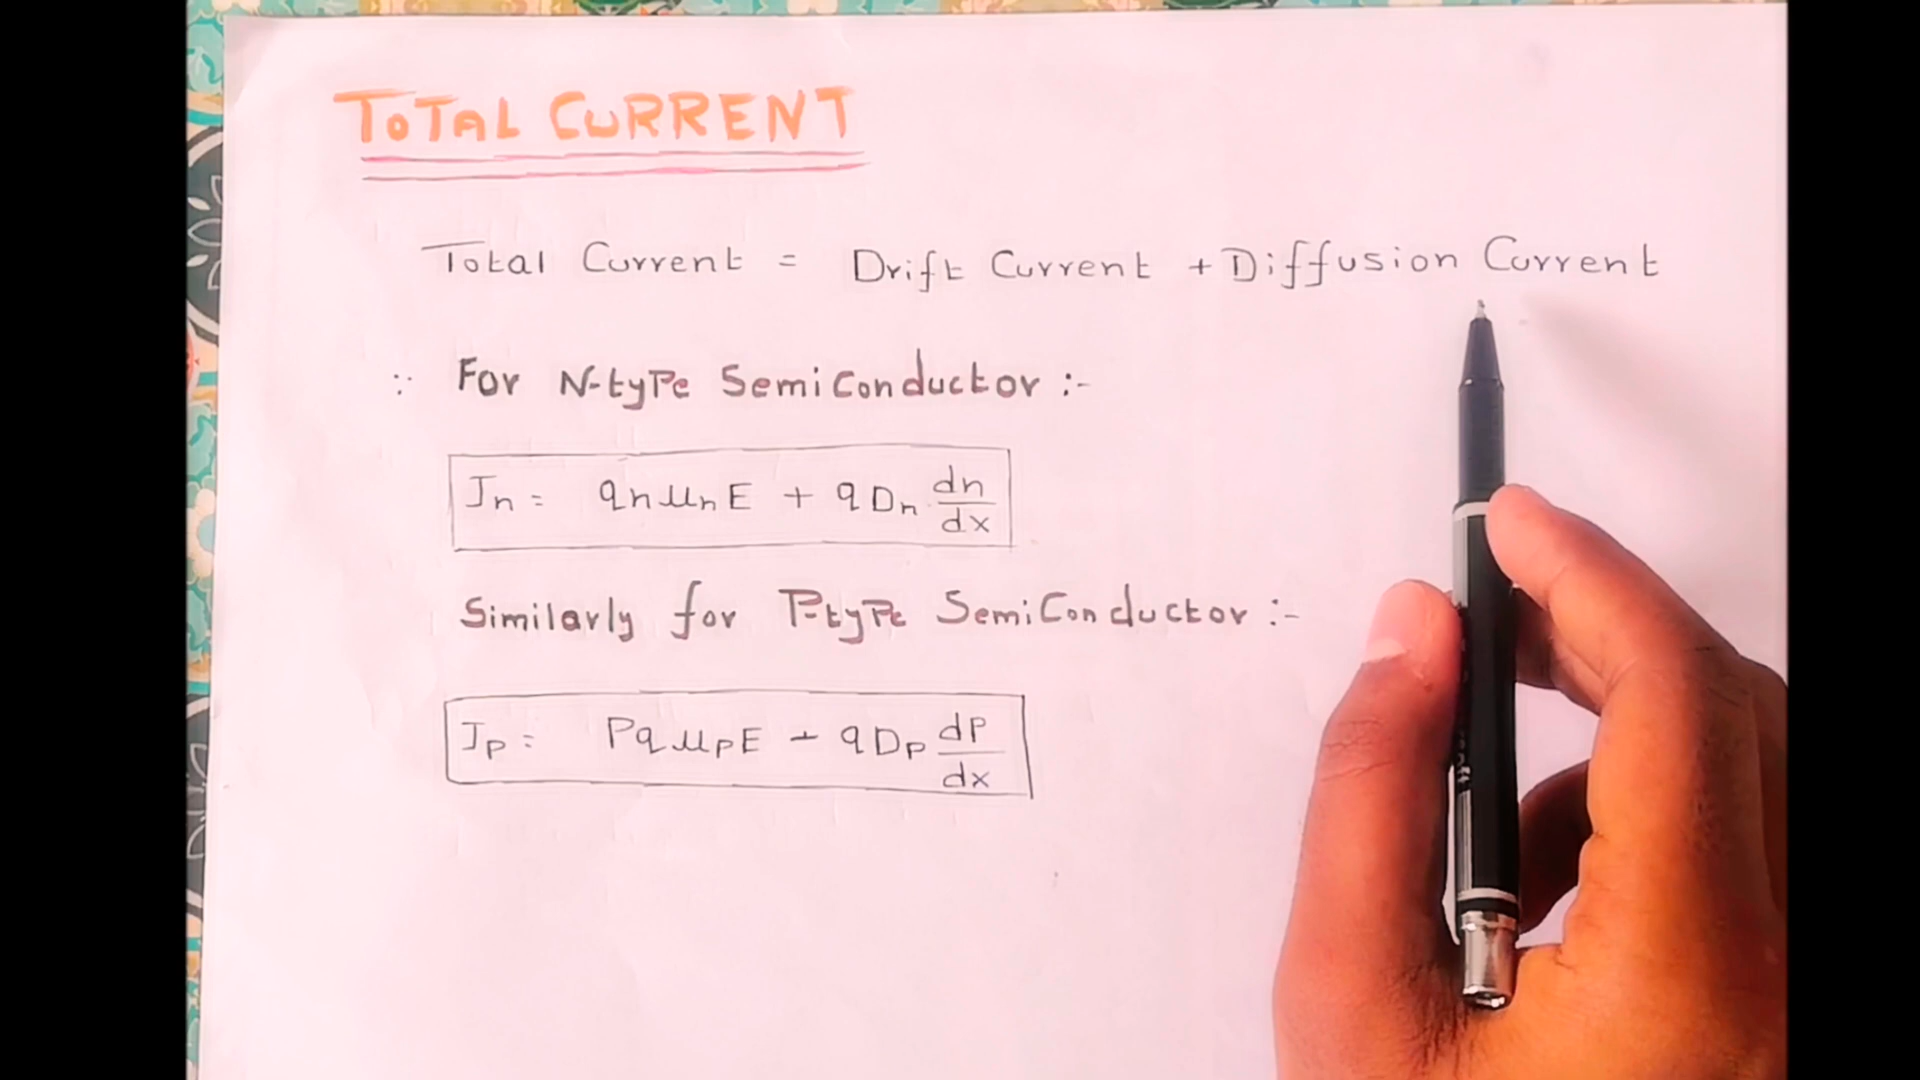 TOTAL CURRENT
Total Current = Drift Current + Diffusion Current
∵ For N-type Semiconductor :-
Jn = qnμnE + qDn dn/dx
Similarly for P-type Semiconductor :-
Jp = PqμpE - qDp dP/dx